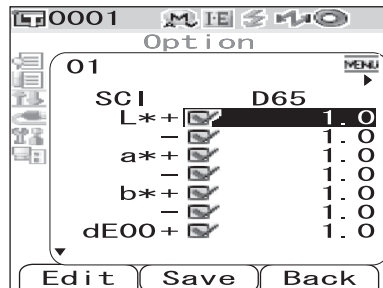 0001 M I·E
Option
01 MENU
SCI D65
L*+ 1.0
− 1.0
a*+ 1.0
− 1.0
b*+ 1.0
− 1.0
dE00+ 1.0
Edit Save Back